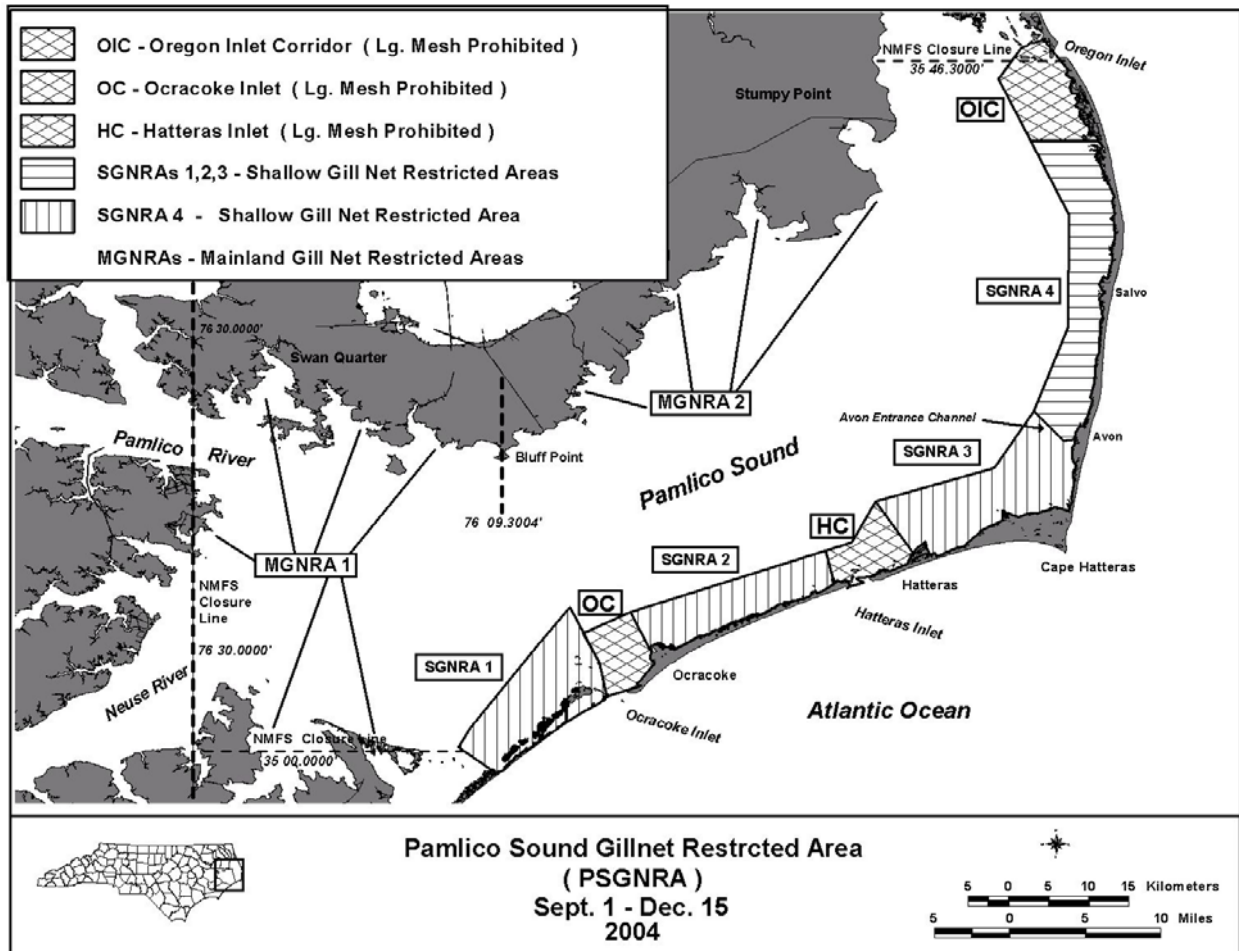 OIC - Oregon Inlet Corridor ( Lg. Mesh Prohibited )
OC - Ocracoke Inlet ( Lg. Mesh Prohibited )
HC - Hatteras Inlet ( Lg. Mesh Prohibited )
SGNRAs 1,2,3 - Shallow Gill Net Restricted Areas
SGNRA 4 - Shallow Gill Net Restricted Area
MGNRAs - Mainland Gill Net Restricted Areas
NMFS Closure Line
35 46.3000'
Oregon Inlet
Stumpy Point
OIC
SGNRA 4
Salvo
76 30.0000'
Swan Quarter
MGNRA 2
Avon Entrance Channel
Avon
Pamlico River
Bluff Point
Pamlico Sound
SGNRA 3
76 09.3004'
HC
MGNRA 1
SGNRA 2
Cape Hatteras
NMFS
Closure
Line
Hatteras
OC
Hatteras Inlet
76 30.0000'
SGNRA 1
Ocracoke
Neuse River
Ocracoke Inlet
Atlantic Ocean
NMFS Closure Line
35 00.0000'
Pamlico Sound Gillnet Restrcted Area
( PSGNRA )
Sept. 1 - Dec. 15
2004
5 0 5 10 15 Kilometers
5 0 5 10 Miles